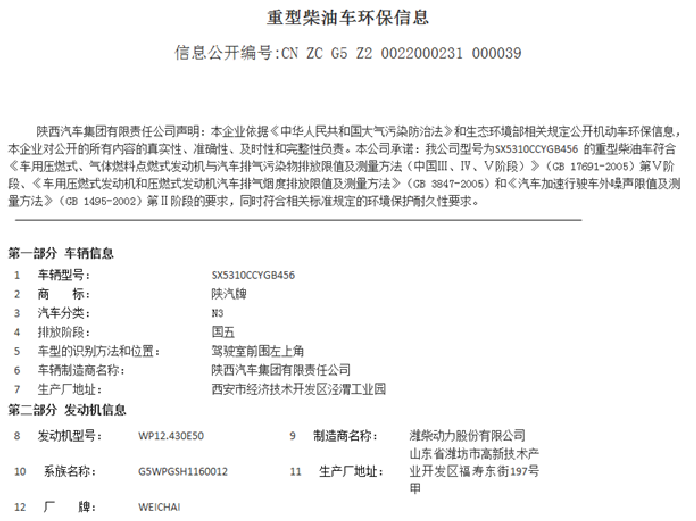 重型柴油车环保信息
信息公开编号:CN ZC G5 Z2 0022000231 000039
陕西汽车集团有限责任公司声明：本企业依据《中华人民共和国大气污染防治法》和生态环境部相关规定公开机动车环保信息，
本企业对公开的所有内容的真实性、准确性、及时性和完整性负责。本公司承诺：我公司型号为SX5310CCYGB456 的重型柴油车符合
《车用压燃式、气体燃料点燃式发动机与汽车排气污染物排放限值及测量方法（中国Ⅲ、Ⅳ、Ⅴ阶段）》（GB 17691-2005）第Ⅴ阶
段、《车用压燃式发动机和压燃式发动机汽车排气烟度排放限值及测量方法》（GB 3847-2005）和《汽车加速行驶车外噪声限值及测
量方法》（GB 1495-2002）第Ⅱ阶段的要求，同时符合相关标准规定的环境保护耐久性要求。
第一部分 车辆信息
1 车辆型号： SX5310CCYGB456
2 商 标： 陕汽牌
3 汽车分类： N3
4 排放阶段： 国五
5 车型的识别方法和位置： 驾驶室前围左上角
6 车辆制造商名称： 陕西汽车集团有限责任公司
7 生产厂地址： 西安市经济技术开发区泾渭工业园
第二部分 发动机信息
8 发动机型号： WP12.430E50 9 制造商名称： 潍柴动力股份有限公司
10 系族名称： G5WPGSH1160012 11 生产厂地址： 山东省潍坊市高新技术产
业开发区福寿东街197号
甲
12 厂 牌： WEICHAI